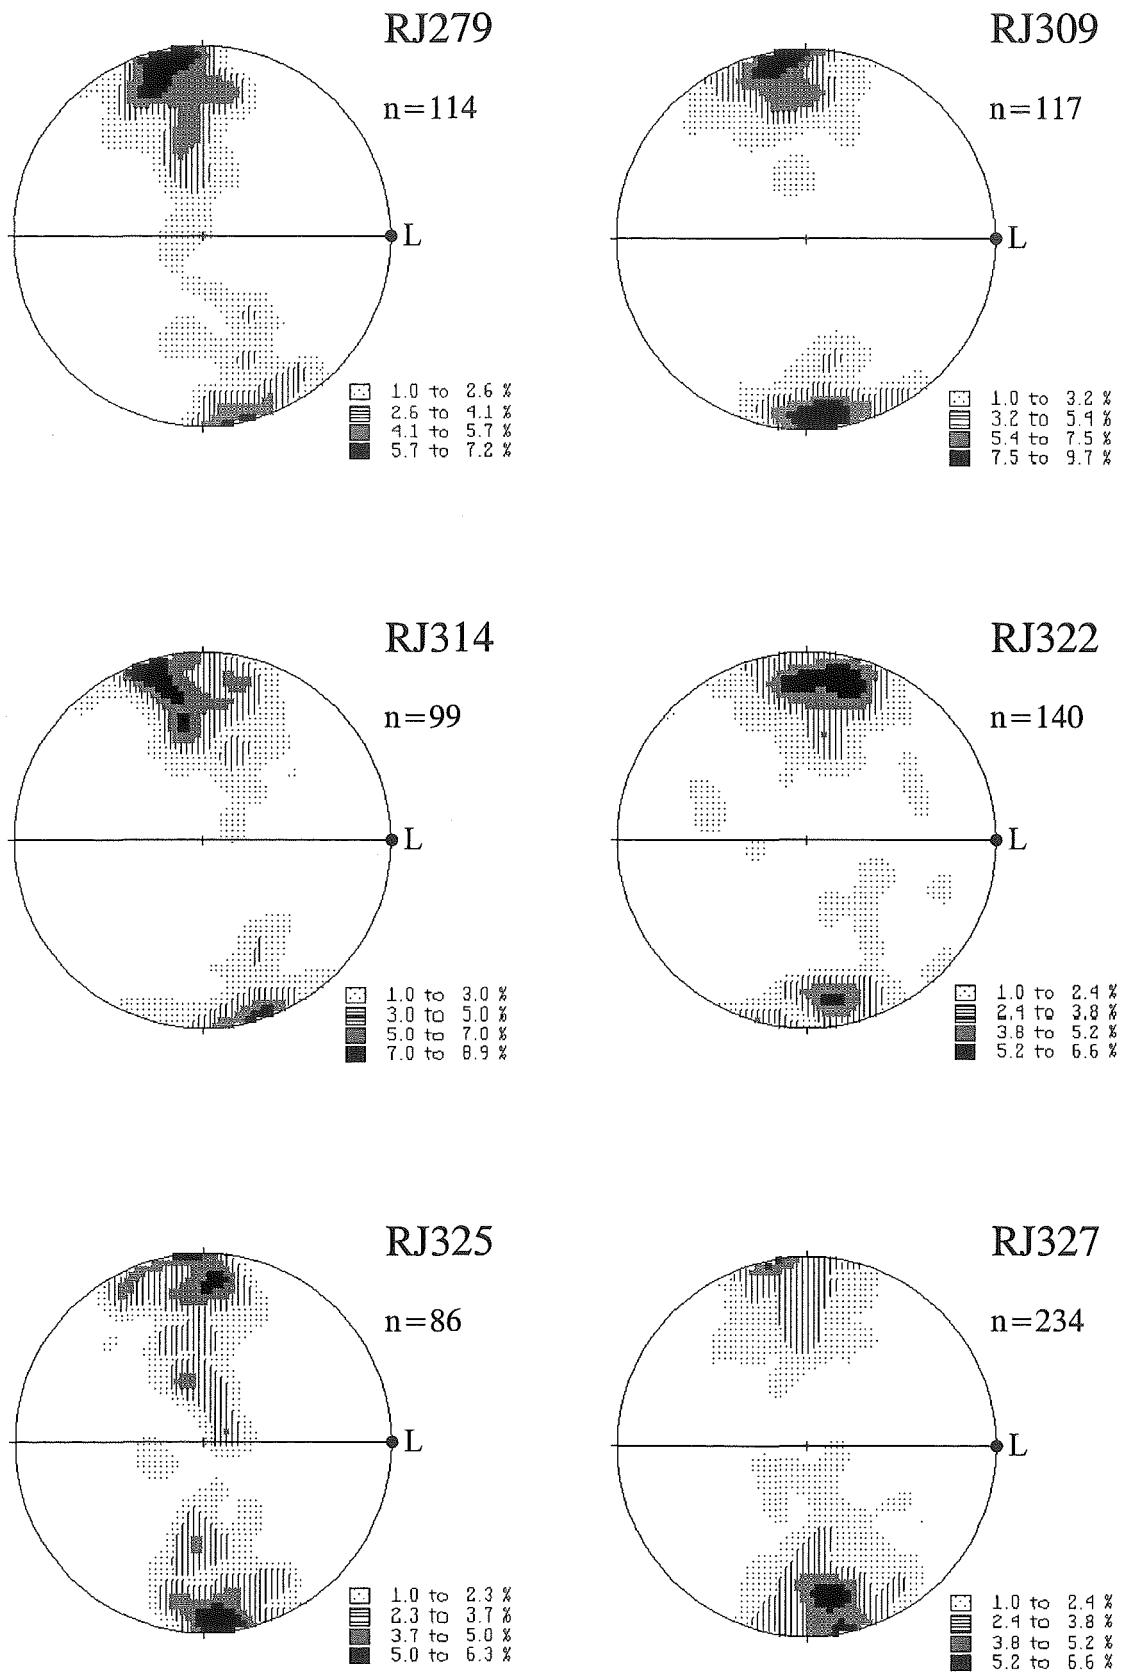 RJ279
n=114
L
1.0 to 2.6 %
2.6 to 4.1 %
4.1 to 5.7 %
5.7 to 7.2 %
RJ309
n=117
L
1.0 to 3.2 %
3.2 to 5.4 %
5.4 to 7.5 %
7.5 to 9.7 %
RJ314
n=99
L
1.0 to 3.0 %
3.0 to 5.0 %
5.0 to 7.0 %
7.0 to 8.9 %
RJ322
n=140
L
1.0 to 2.4 %
2.4 to 3.8 %
3.8 to 5.2 %
5.2 to 6.6 %
RJ325
n=86
L
1.0 to 2.3 %
2.3 to 3.7 %
3.7 to 5.0 %
5.0 to 6.3 %
RJ327
n=234
L
1.0 to 2.4 %
2.4 to 3.8 %
3.8 to 5.2 %
5.2 to 6.6 %